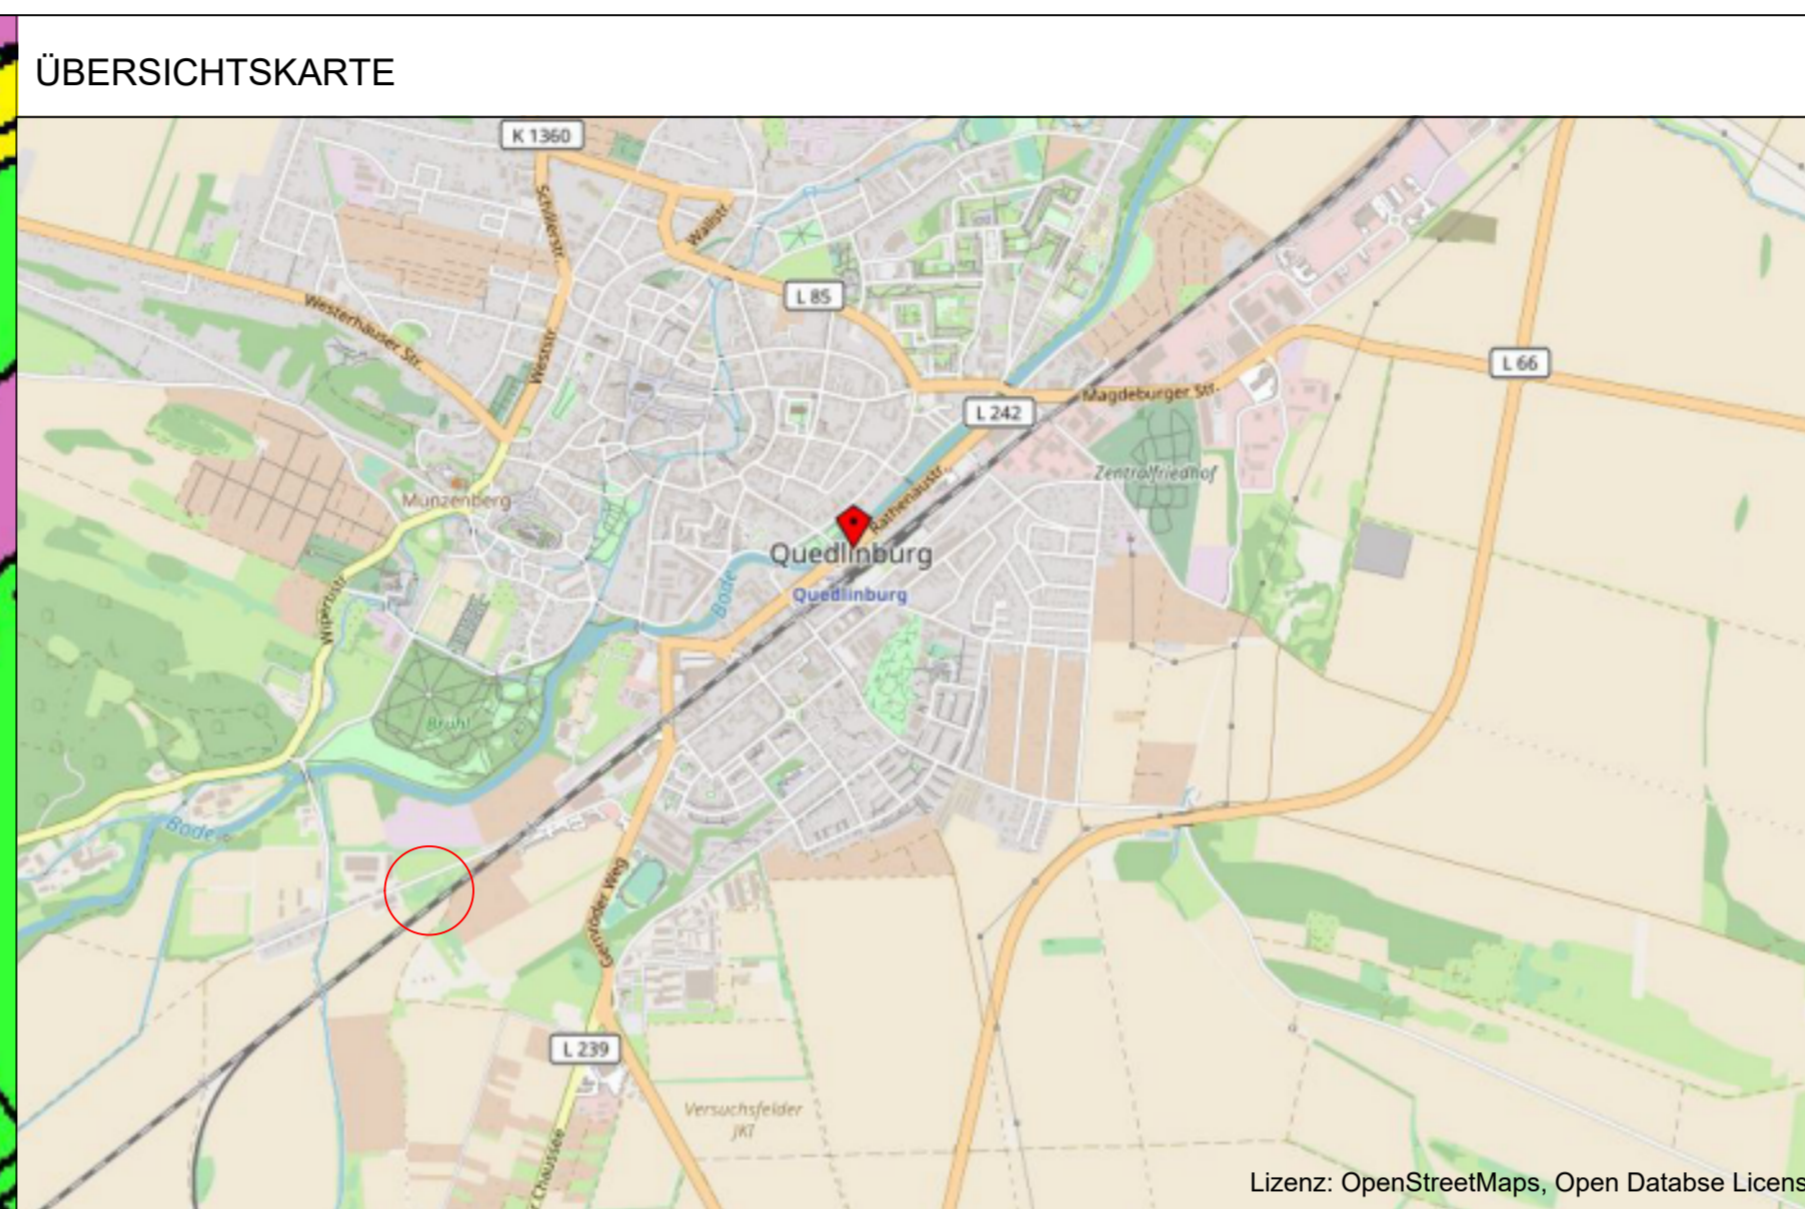 ÜBERSICHTSKARTE
K 1360
Schillerstr.
Wallstr.
L 85
Westerhäuser Str.
Weststr.
L 66
Magdeburger Str.
L 242
Zentralfriedhof
Münzenberg
Rathenaustr.
Quedlinburg
Quedlinburg
Bode
Wipertistr.
Brühl
Bode
Gernröder Weg
L 239
Versuchsfelder
JKI
Chaussee
Lizenz: OpenStreetMaps, Open Databse Licens